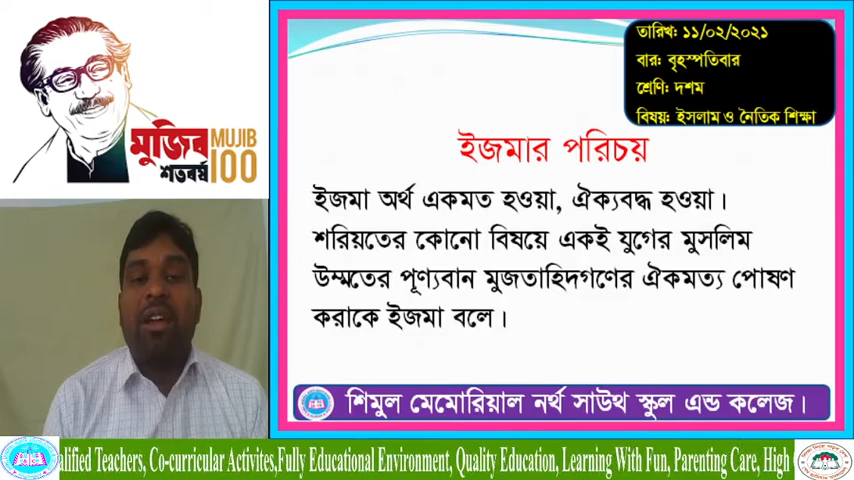 মুজিব
শতবর্ষ
MUJIB
100
তারিখ: ১১/০২/২০২১
বার: বৃহস্পতিবার
শ্রেণি: দশম
বিষয়: ইসলাম ও নৈতিক শিক্ষা
ইজমার পরিচয়
ইজমা অর্থ একমত হওয়া, ঐক্যবদ্ধ হওয়া।
শরিয়তের কোনো বিষয়ে একই যুগের মুসলিম
উম্মতের পূণ্যবান মুজতাহিদগণের ঐকমত্য পোষণ
করাকে ইজমা বলে।
শিমুল মেমোরিয়াল নর্থ সাউথ স্কুল এন্ড কলেজ।
alified Teachers, Co-curricular Activites,Fully Educational Environment, Quality Education, Learning With Fun, Parenting Care, High